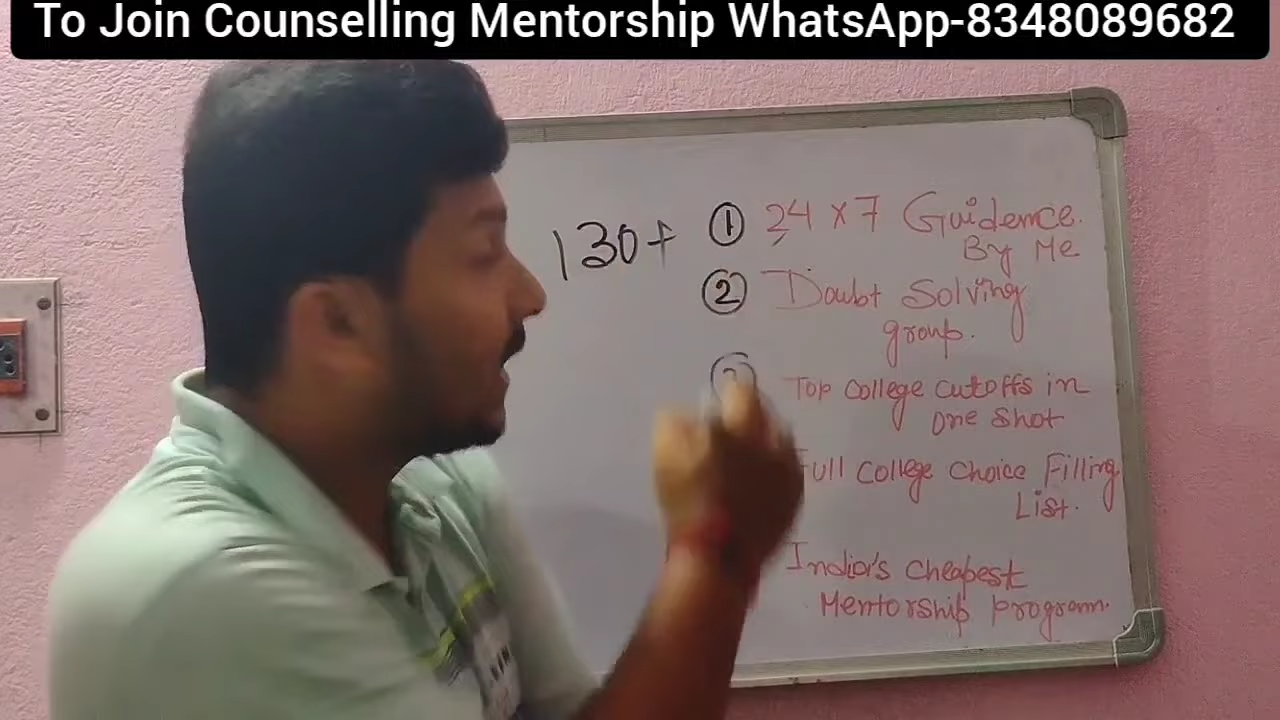 To Join Counselling Mentorship WhatsApp-8348089682
130+ ① 24 x 7 Guidence
By Me
② Doubt Solving
group.
Top College cutoffs in
One Shot
Full College Choice Filling
List.
India's Cheapest
Mentorship Program.